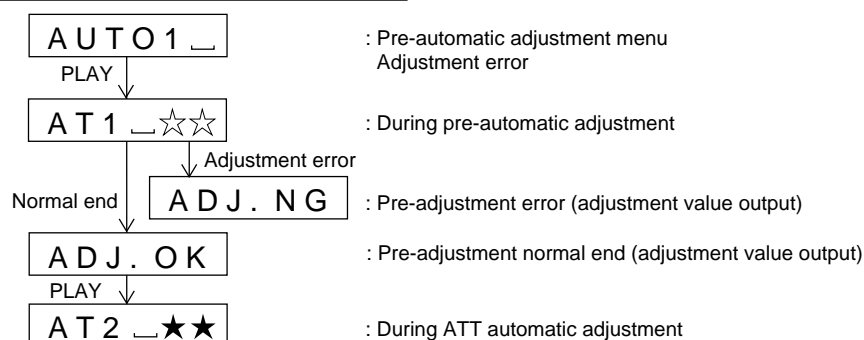 AUTO1 ⎵ : Pre-automatic adjustment menu
Adjustment error
PLAY
AT1 ⎵☆☆ : During pre-automatic adjustment
Adjustment error
Normal end
ADJ. NG : Pre-adjustment error (adjustment value output)
ADJ. OK : Pre-adjustment normal end (adjustment value output)
PLAY
AT2 ⎵★★ : During ATT automatic adjustment